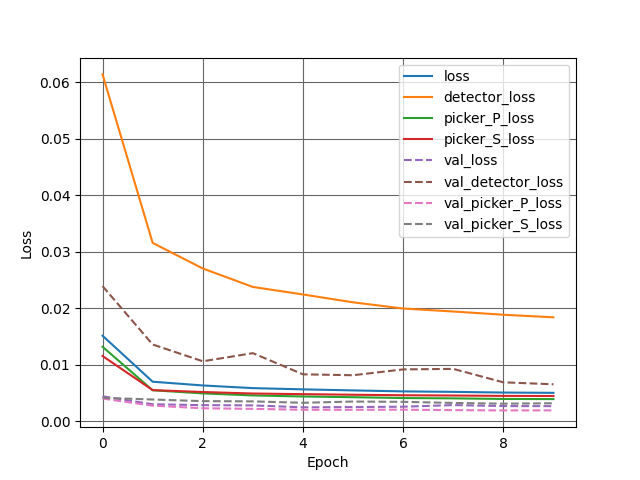 0.06
0.05
0.04
0.03
0.02
0.01
0.00
Loss
0 2 4 6 8
Epoch
loss
detector_loss
picker_P_loss
picker_S_loss
val_loss
val_detector_loss
val_picker_P_loss
val_picker_S_loss